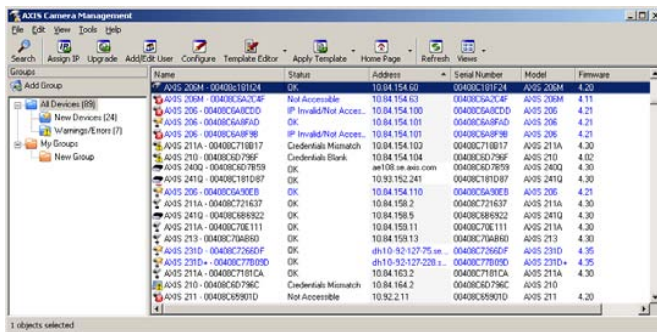 AXIS Camera Management
File Edit View Tools Help
Search Assign IP Upgrade Add/Edit User Configure Template Editor Apply Template Home Page Refresh Views
Groups
Add Group
All Devices (89)
New Devices (24)
Warnings/Errors (7)
My Groups
New Group
Name Status Address Serial Number Model Firmware
AXIS 206M - 00408c181f24 OK 10.84.154.60 00408C181F24 AXIS 206M 4.20
AXIS 206M - 00408C6A2C4F Not Accessible 10.84.154.63 00408C6A2C4F AXIS 206M 4.11
AXIS 206 - 00408C6A8CDD IP Invalid/Not Acces... 10.84.154.100 00408C6A8CDD AXIS 206 4.21
AXIS 206 - 00408C6A8FAD OK 10.84.154.101 00408C6A8FAD AXIS 206 4.21
AXIS 206 - 00408C6A8F9B IP Invalid/Not Acces... 10.84.154.101 00408C6A8F9B AXIS 206 4.21
AXIS 211A - 00408C718B17 Credentials Mismatch 10.84.154.103 00408C718B17 AXIS 211A 4.30
AXIS 210 - 00408C6D796F Credentials Blank 10.84.154.104 00408C6D796F AXIS 210 4.02
AXIS 240Q - 00408C6D7B59 OK ae108.se.axis.com 00408C6D7B59 AXIS 240Q 4.30
AXIS 241Q - 00408C181D87 OK 10.93.152.241 00408C181D87 AXIS 241Q 4.30
AXIS 206 - 00408C6A90EB OK 10.84.154.110 00408C6A90EB AXIS 206 4.21
AXIS 211A - 00408C721637 OK 10.84.158.2 00408C721637 AXIS 211A 4.30
AXIS 241Q - 00408C6B6922 OK 10.84.158.5 00408C6B6922 AXIS 241Q 4.30
AXIS 211A - 00408C70E111 OK 10.84.159.11 00408C70E111 AXIS 211A 4.30
AXIS 213 - 00408C70AB60 OK 10.84.159.13 00408C70AB60 AXIS 213 4.30
AXIS 231D - 00408C7266DF OK dh10-92-127-75.se... 00408C7266DF AXIS 231D 4.35
AXIS 231D+ - 00408C77B09D OK dh10-92-127-228.s... 00408C77B09D AXIS 231D+ 4.35
AXIS 211A - 00408C7181CA OK 10.84.163.2 00408C7181CA AXIS 211A 4.30
AXIS 210 - 00408C6D796C Credentials Mismatch 10.84.164.2 00408C6D796C AXIS 210
AXIS 211 - 00408C65901D Not Accessible 10.92.2.11 00408C65901D AXIS 211 4.20
1 objects selected